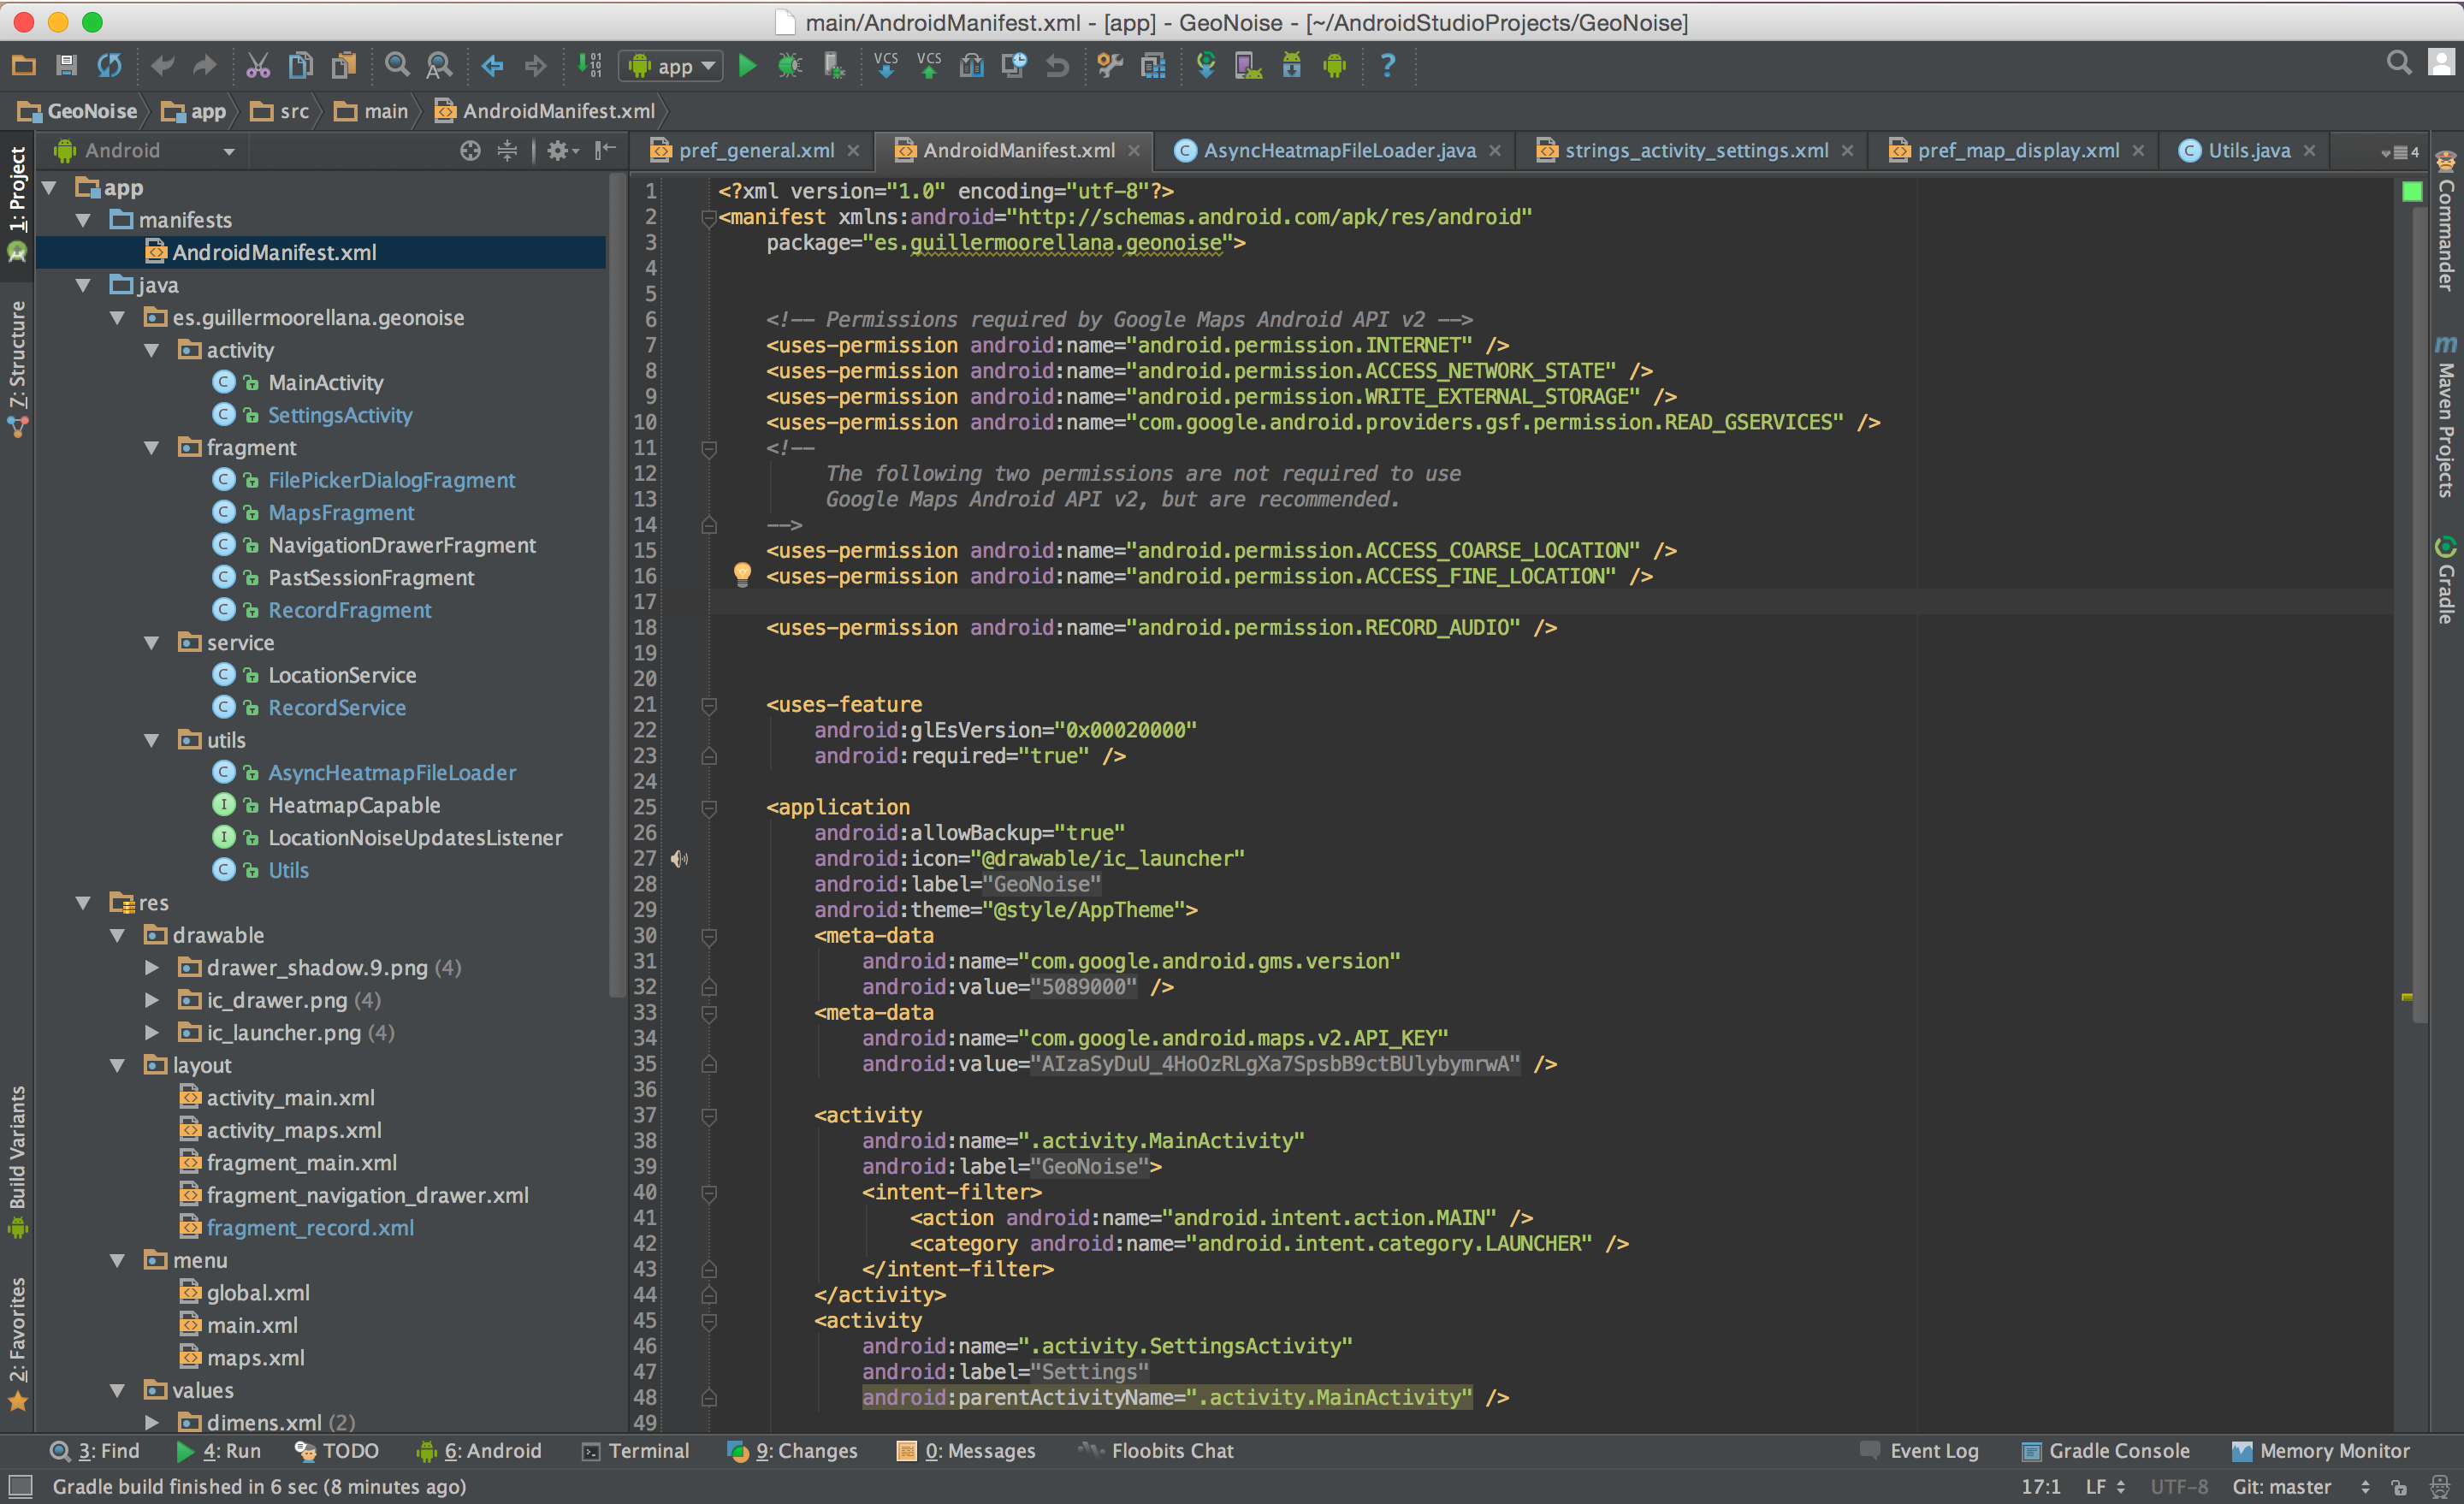 main/AndroidManifest.xml - [app] - GeoNoise - [~/AndroidStudioProjects/GeoNoise]
app
VCS VCS
GeoNoise app src main AndroidManifest.xml
Android
pref_general.xml AndroidManifest.xml AsyncHeatmapFileLoader.java strings_activity_settings.xml pref_map_display.xml Utils.java 4
1: Project
Z: Structure
Build Variants
2: Favorites
app
manifests
AndroidManifest.xml
java
es.guillermoorellana.geonoise
activity
MainActivity
SettingsActivity
fragment
FilePickerDialogFragment
MapsFragment
NavigationDrawerFragment
PastSessionFragment
RecordFragment
service
LocationService
RecordService
utils
AsyncHeatmapFileLoader
HeatmapCapable
LocationNoiseUpdatesListener
Utils
res
drawable
drawer_shadow.9.png (4)
ic_drawer.png (4)
ic_launcher.png (4)
layout
activity_main.xml
activity_maps.xml
fragment_main.xml
fragment_navigation_drawer.xml
fragment_record.xml
menu
global.xml
main.xml
maps.xml
values
dimens.xml (2)
1 <?xml version="1.0" encoding="utf-8"?>
2 <manifest xmlns:android="http://schemas.android.com/apk/res/android"
3 package="es.guillermoorellana.geonoise">
4
5
6 <!-- Permissions required by Google Maps Android API v2 -->
7 <uses-permission android:name="android.permission.INTERNET" />
8 <uses-permission android:name="android.permission.ACCESS_NETWORK_STATE" />
9 <uses-permission android:name="android.permission.WRITE_EXTERNAL_STORAGE" />
10 <uses-permission android:name="com.google.android.providers.gsf.permission.READ_GSERVICES" />
11 <!--
12 The following two permissions are not required to use
13 Google Maps Android API v2, but are recommended.
14 -->
15 <uses-permission android:name="android.permission.ACCESS_COARSE_LOCATION" />
16 <uses-permission android:name="android.permission.ACCESS_FINE_LOCATION" />
17
18 <uses-permission android:name="android.permission.RECORD_AUDIO" />
19
20
21 <uses-feature
22 android:glEsVersion="0x00020000"
23 android:required="true" />
24
25 <application
26 android:allowBackup="true"
27 android:icon="@drawable/ic_launcher"
28 android:label="GeoNoise"
29 android:theme="@style/AppTheme">
30 <meta-data
31 android:name="com.google.android.gms.version"
32 android:value="5089000" />
33 <meta-data
34 android:name="com.google.android.maps.v2.API_KEY"
35 android:value="AIzaSyDuU_4HoOzRLgXa7SpsbB9ctBUlybymrwA" />
36
37 <activity
38 android:name=".activity.MainActivity"
39 android:label="GeoNoise">
40 <intent-filter>
41 <action android:name="android.intent.action.MAIN" />
42 <category android:name="android.intent.category.LAUNCHER" />
43 </intent-filter>
44 </activity>
45 <activity
46 android:name=".activity.SettingsActivity"
47 android:label="Settings"
48 android:parentActivityName=".activity.MainActivity" />
49
Commander
Maven Projects
Gradle
3: Find 4: Run TODO 6: Android Terminal 9: Changes 0: Messages Floobits Chat Event Log Gradle Console Memory Monitor
Gradle build finished in 6 sec (8 minutes ago) 17:1 LF UTF-8 Git: master